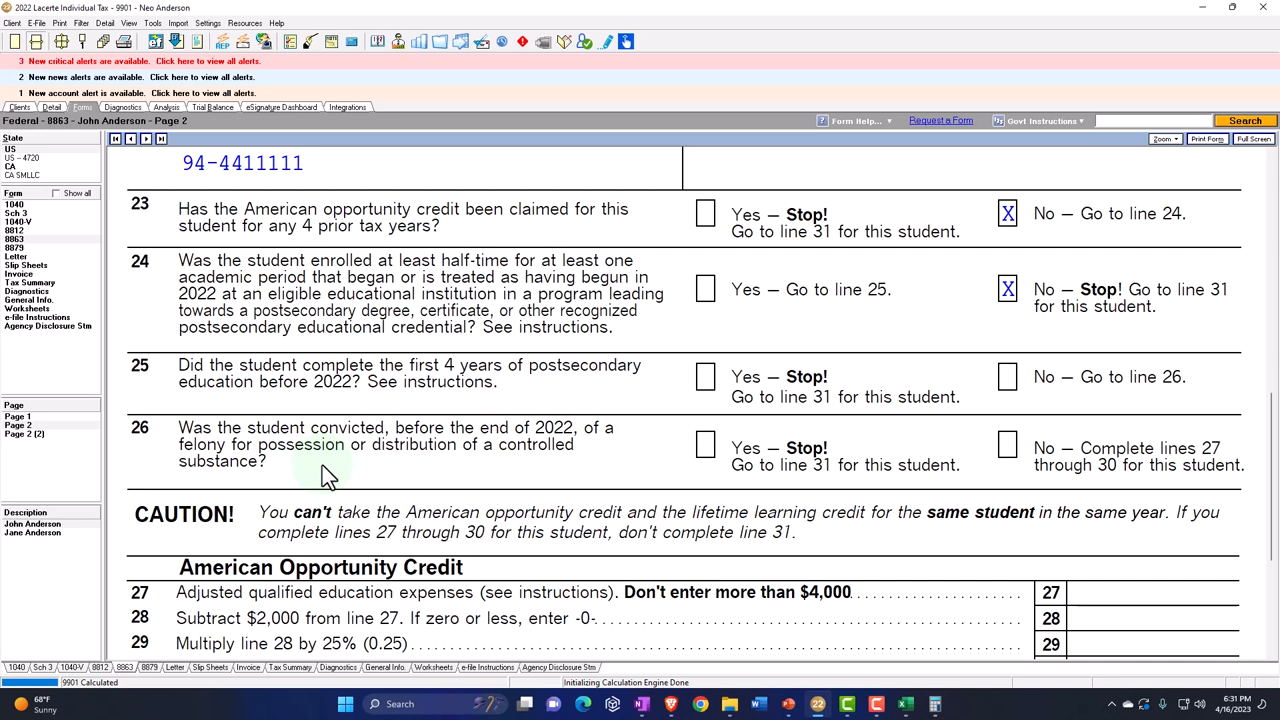 2022 Lacerte Individual Tax - 9901 - Neo Anderson
Client E-File Print Filter Detail View Tools Import Settings Resources Help
3 New critical alerts are available. Click here to view all alerts.
2 New news alerts are available. Click here to view all alerts.
1 New account alert is available. Click here to view all alerts.
Clients Detail Forms Diagnostics Analysis Trial Balance eSignature Dashboard Integrations
Federal - 8863 - John Anderson - Page 2 ? Form Help... Request a Form Govt Instructions Search
State
US
US – 4720
CA
CA SMLLC
Zoom Print Form Full Screen
Form Show all
1040
Sch 3
1040-V
8812
8863
8879
Letter
Slip Sheets
Invoice
Tax Summary
Diagnostics
General Info.
Worksheets
e-file Instructions
Agency Disclosure Stm
Page
Page 1
Page 2
Page 2 (2)
Description
John Anderson
Jane Anderson
94-4411111
23 Has the American opportunity credit been claimed for this
student for any 4 prior tax years?
Yes – Stop!
Go to line 31 for this student.
X No – Go to line 24.
24 Was the student enrolled at least half-time for at least one
academic period that began or is treated as having begun in
2022 at an eligible educational institution in a program leading
towards a postsecondary degree, certificate, or other recognized
postsecondary educational credential? See instructions.
Yes – Go to line 25.
X No – Stop! Go to line 31
for this student.
25 Did the student complete the first 4 years of postsecondary
education before 2022? See instructions.
Yes – Stop!
Go to line 31 for this student.
No – Go to line 26.
26 Was the student convicted, before the end of 2022, of a
felony for possession or distribution of a controlled
substance?
Yes – Stop!
Go to line 31 for this student.
No – Complete lines 27
through 30 for this student.
CAUTION! You can't take the American opportunity credit and the lifetime learning credit for the same student in the same year. If you
complete lines 27 through 30 for this student, don't complete line 31.
American Opportunity Credit
27 Adjusted qualified education expenses (see instructions). Don't enter more than $4,000 27
28 Subtract $2,000 from line 27. If zero or less, enter -0- 28
29 Multiply line 28 by 25% (0.25) 29
1040 Sch 3 1040-V 8812 8863 8879 Letter Slip Sheets Invoice Tax Summary Diagnostics General Info. Worksheets e-file Instructions Agency Disclosure Stm
9901 Calculated Initializing Calculation Engine Done
68°F
Sunny
Search
6:31 PM
4/16/2023